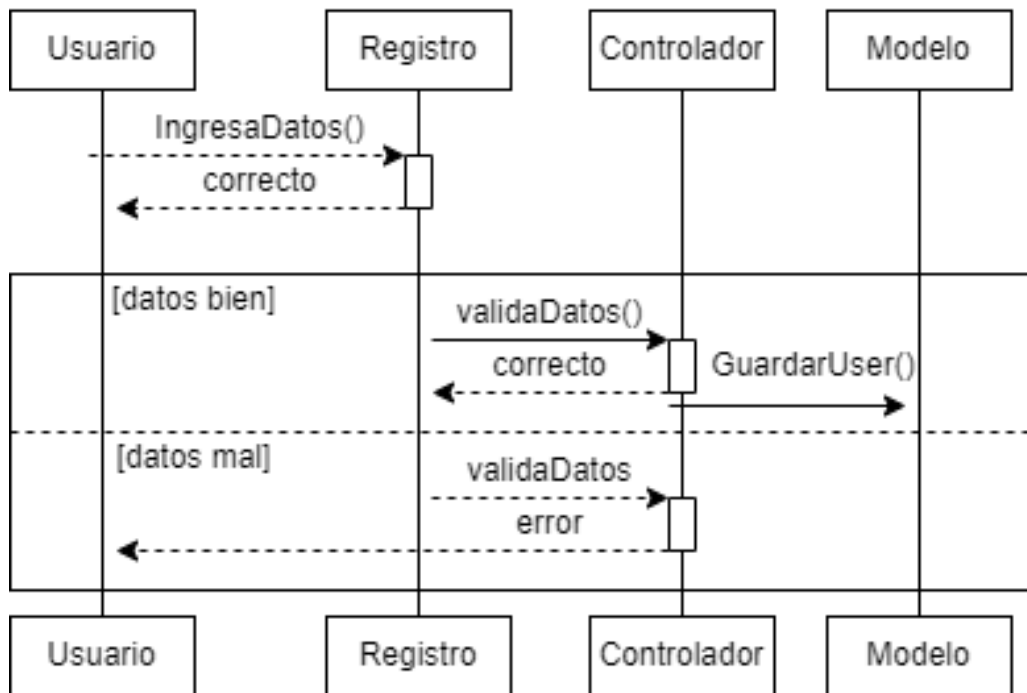 Usuario
Registro
Controlador
Modelo
IngresaDatos()
correcto
[datos bien]
validaDatos()
correcto
GuardarUser()
[datos mal]
validaDatos
error
Usuario
Registro
Controlador
Modelo